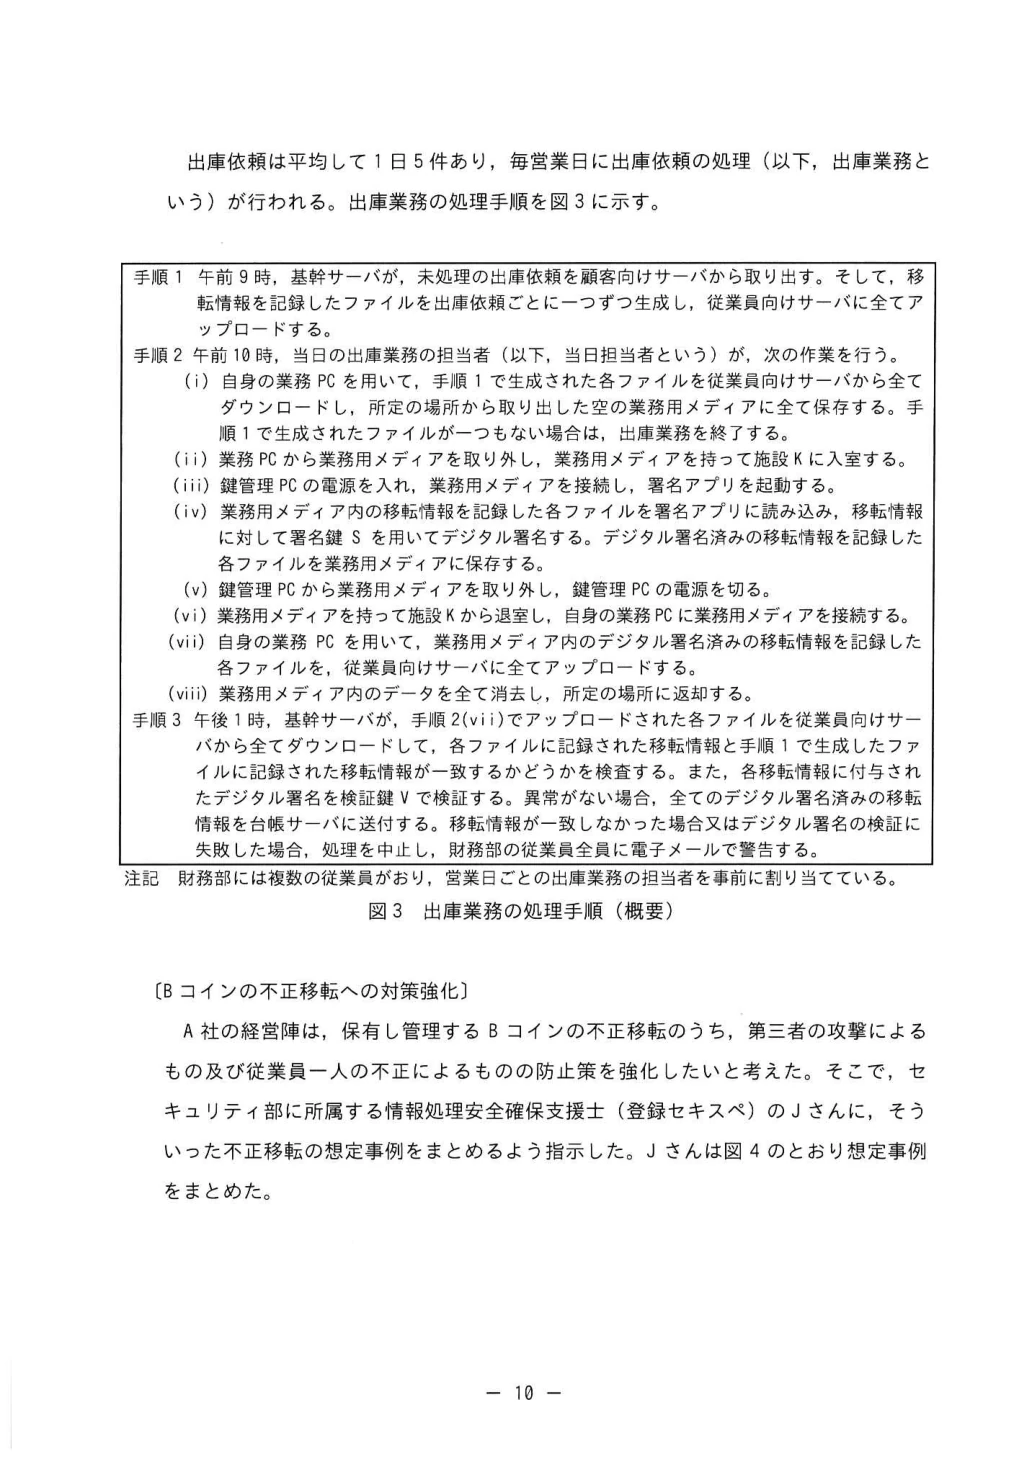 出庫依頼は平均して1日5件あり，毎営業日に出庫依頼の処理（以下，出庫業務と
いう）が行われる。出庫業務の処理手順を図3に示す。
手順1 午前9時，基幹サーバが，未処理の出庫依頼を顧客向けサーバから取り出す。そして，移
転情報を記録したファイルを出庫依頼ごとに一つずつ生成し，従業員向けサーバに全てア
ップロードする。
手順2 午前10時，当日の出庫業務の担当者（以下，当日担当者という）が，次の作業を行う。
(i) 自身の業務PCを用いて，手順1で生成された各ファイルを従業員向けサーバから全て
ダウンロードし，所定の場所から取り出した空の業務用メディアに全て保存する。手
順1で生成されたファイルが一つもない場合は，出庫業務を終了する。
(ii) 業務PCから業務用メディアを取り外し，業務用メディアを持って施設Kに入室する。
(iii) 鍵管理PCの電源を入れ，業務用メディアを接続し，署名アプリを起動する。
(iv) 業務用メディア内の移転情報を記録した各ファイルを署名アプリに読み込み，移転情報
に対して署名鍵 S を用いてデジタル署名する。デジタル署名済みの移転情報を記録した
各ファイルを業務用メディアに保存する。
(v) 鍵管理PCから業務用メディアを取り外し，鍵管理PCの電源を切る。
(vi) 業務用メディアを持って施設Kから退室し，自身の業務PCに業務用メディアを接続する。
(vii) 自身の業務 PC を用いて，業務用メディア内のデジタル署名済みの移転情報を記録した
各ファイルを，従業員向けサーバに全てアップロードする。
(viii) 業務用メディア内のデータを全て消去し，所定の場所に返却する。
手順3 午後1時，基幹サーバが，手順2(vii)でアップロードされた各ファイルを従業員向けサー
バから全てダウンロードして，各ファイルに記録された移転情報と手順1で生成したファ
イルに記録された移転情報が一致するかどうかを検査する。また，各移転情報に付与され
たデジタル署名を検証鍵Vで検証する。異常がない場合，全てのデジタル署名済みの移転
情報を台帳サーバに送付する。移転情報が一致しなかった場合又はデジタル署名の検証に
失敗した場合，処理を中止し，財務部の従業員全員に電子メールで警告する。
注記 財務部には複数の従業員がおり，営業日ごとの出庫業務の担当者を事前に割り当てている。
図3 出庫業務の処理手順（概要）
〔Bコインの不正移転への対策強化〕
A社の経営陣は，保有し管理するBコインの不正移転のうち，第三者の攻撃による
もの及び従業員一人の不正によるものの防止策を強化したいと考えた。そこで，セ
キュリティ部に所属する情報処理安全確保支援士（登録セキスペ）のJさんに，そう
いった不正移転の想定事例をまとめるよう指示した。Jさんは図4のとおり想定事例
をまとめた。
－ 10 －